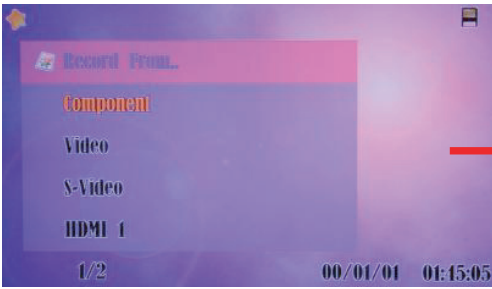 Record From..
Component
Video
S-Video
HDMI 1
1/2 00/01/01 01:45:05